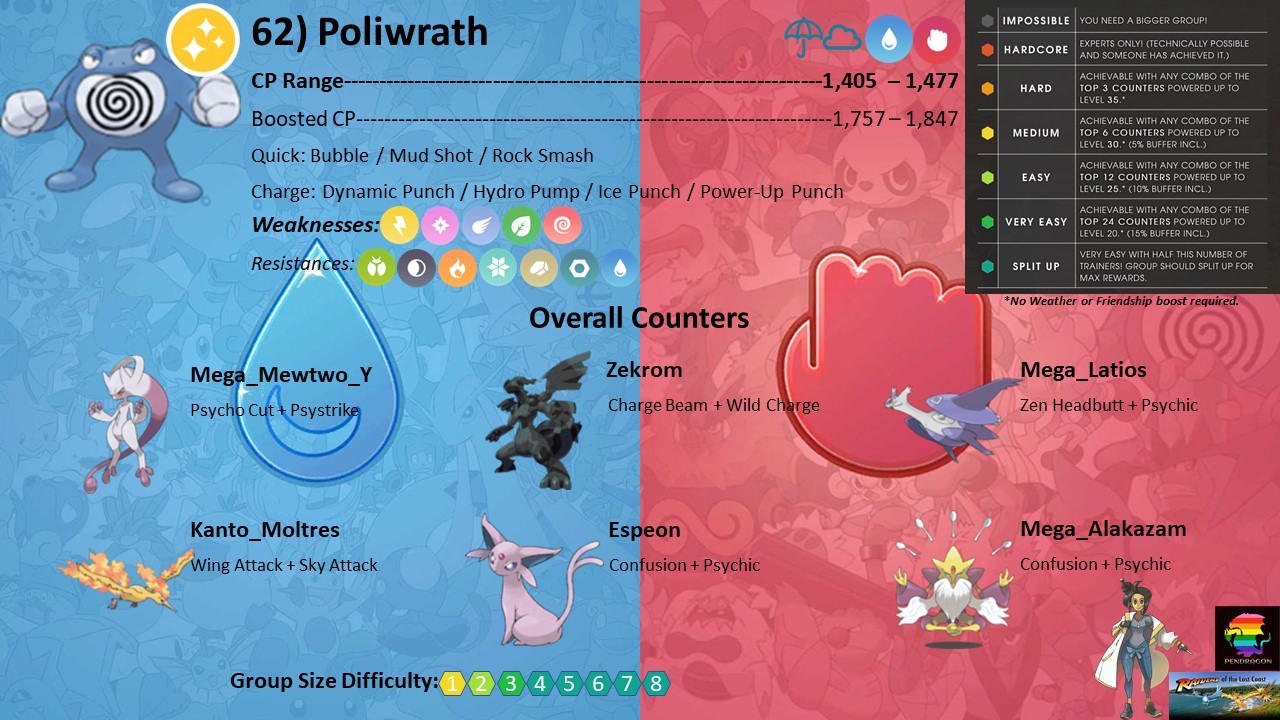 62) Poliwrath
CP Range--------------------------------------------------------------------1,405 – 1,477
Boosted CP--------------------------------------------------------------------1,757 – 1,847
Quick: Bubble / Mud Shot / Rock Smash
Charge: Dynamic Punch / Hydro Pump / Ice Punch / Power-Up Punch
Weaknesses:
Resistances:
IMPOSSIBLE
YOU NEED A BIGGER GROUP!
HARDCORE
EXPERTS ONLY! (TECHNICALLY POSSIBLE
AND SOMEONE HAS ACHIEVED IT.)
HARD
ACHIEVABLE WITH ANY COMBO OF THE
TOP 3 COUNTERS POWERED UP TO
LEVEL 35.*
MEDIUM
ACHIEVABLE WITH ANY COMBO OF THE
TOP 6 COUNTERS POWERED UP TO
LEVEL 30.* (5% BUFFER INCL.)
EASY
ACHIEVABLE WITH ANY COMBO OF THE
TOP 12 COUNTERS POWERED UP TO
LEVEL 25.* (10% BUFFER INCL.)
VERY EASY
ACHIEVABLE WITH ANY COMBO OF THE
TOP 24 COUNTERS POWERED UP TO
LEVEL 20.* (15% BUFFER INCL.)
SPLIT UP
VERY EASY WITH HALF THIS NUMBER OF
TRAINERS! GROUP SHOULD SPLIT UP FOR
MAX REWARDS.
*No Weather or Friendship boost required.
Overall Counters
Mega_Mewtwo_Y
Psycho Cut + Psystrike
Zekrom
Charge Beam + Wild Charge
Mega_Latios
Zen Headbutt + Psychic
Kanto_Moltres
Wing Attack + Sky Attack
Espeon
Confusion + Psychic
Mega_Alakazam
Confusion + Psychic
Group Size Difficulty: 1 2 3 4 5 6 7 8
PENDRAGON
RAIDERS of the Lost Coast